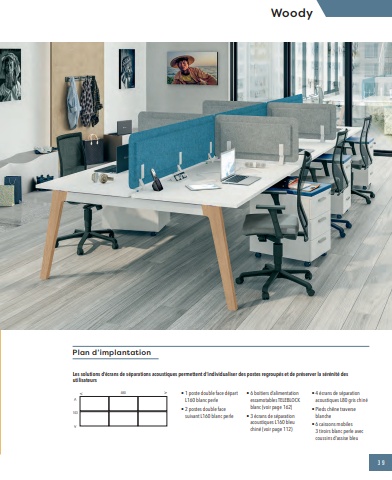 Woody
Plan d'implantation
Les solutions d'écrans de séparations acoustiques permettent d'individualiser des postes regroupés et de préserver la sérénité des
utilisateurs
• 1 poste double face départ
L160 blanc perle
• 2 postes double face
suivant L160 blanc perle
• 6 boitiers d'alimentation
escamotables TELEBLOCK
blanc (voir page 162)
• 3 écrans de séparation
acoustiques L160 bleu
chiné (voir page 112)
• 4 écrans de séparation
acoustiques L80 gris chiné
• Pieds chêne traverse
blanche
• 6 caissons mobiles
3 tiroirs blanc perle avec
coussins d'assise bleu
39